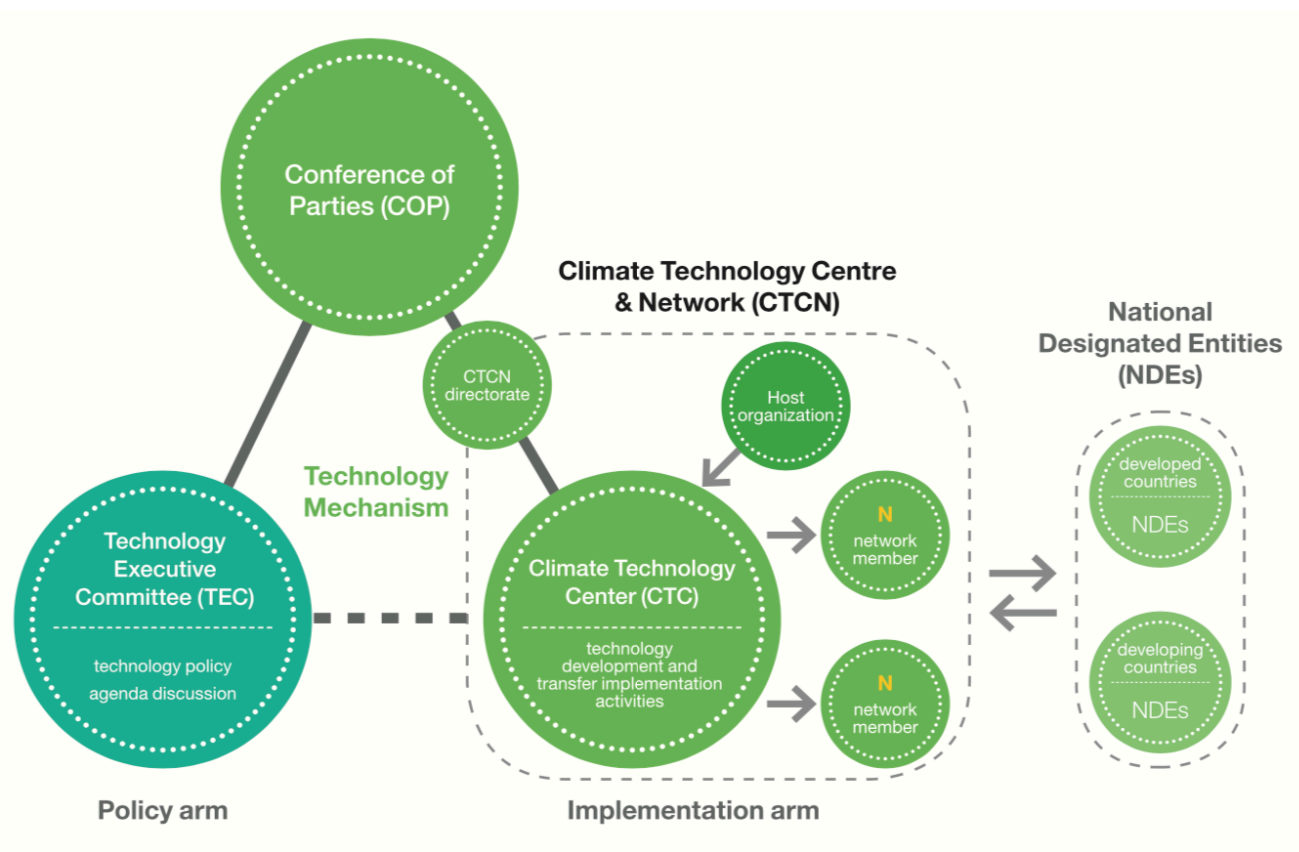 Conference of
Parties (COP)
Climate Technology Centre
& Network (CTCN)
National
Designated Entities
(NDEs)
CTCN
directorate
Host
organization
Technology
Mechanism
developed
countries
NDEs
N
network
member
Technology
Executive
Committee (TEC)
technology policy
agenda discussion
Climate Technology
Center (CTC)
technology
development and
transfer implementation
activities
N
network
member
developing
countries
NDEs
Policy arm
Implementation arm